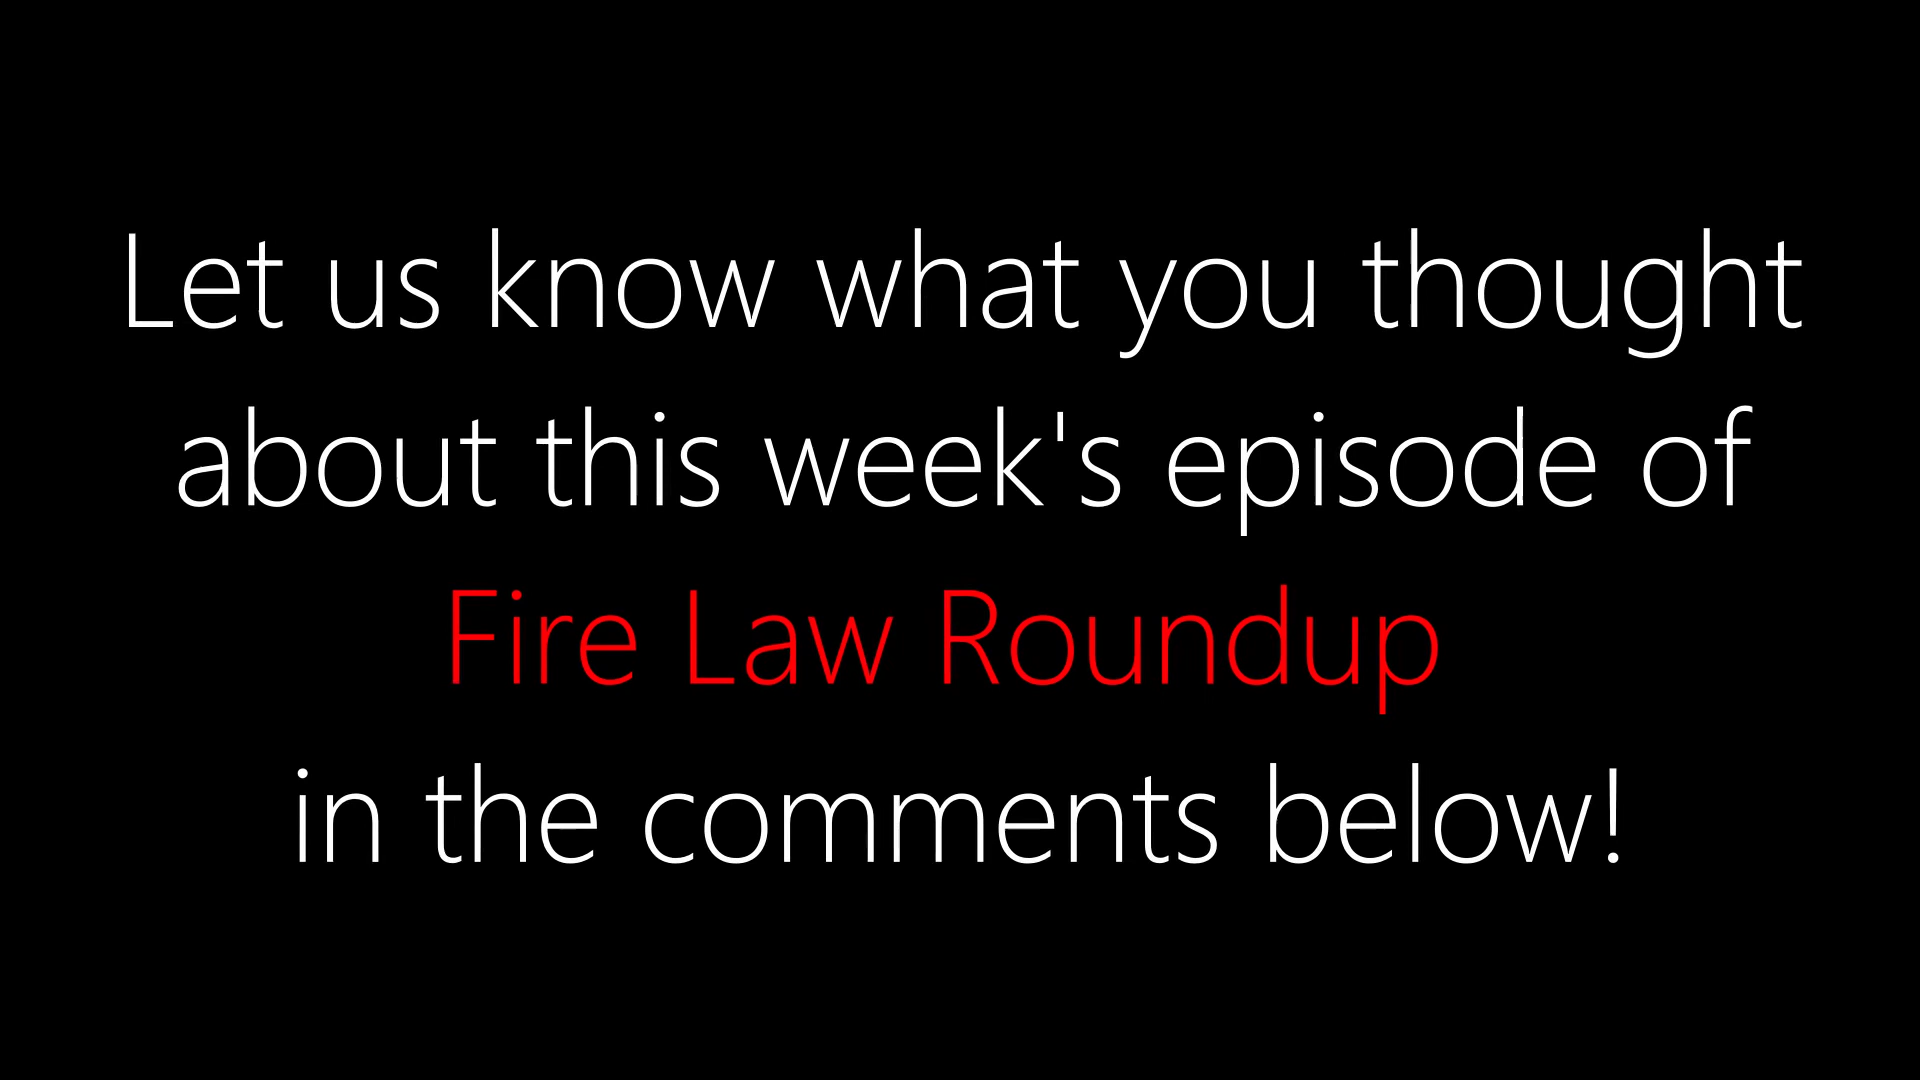 Let us know what you thought
about this week's episode of
Fire Law Roundup
in the comments below!